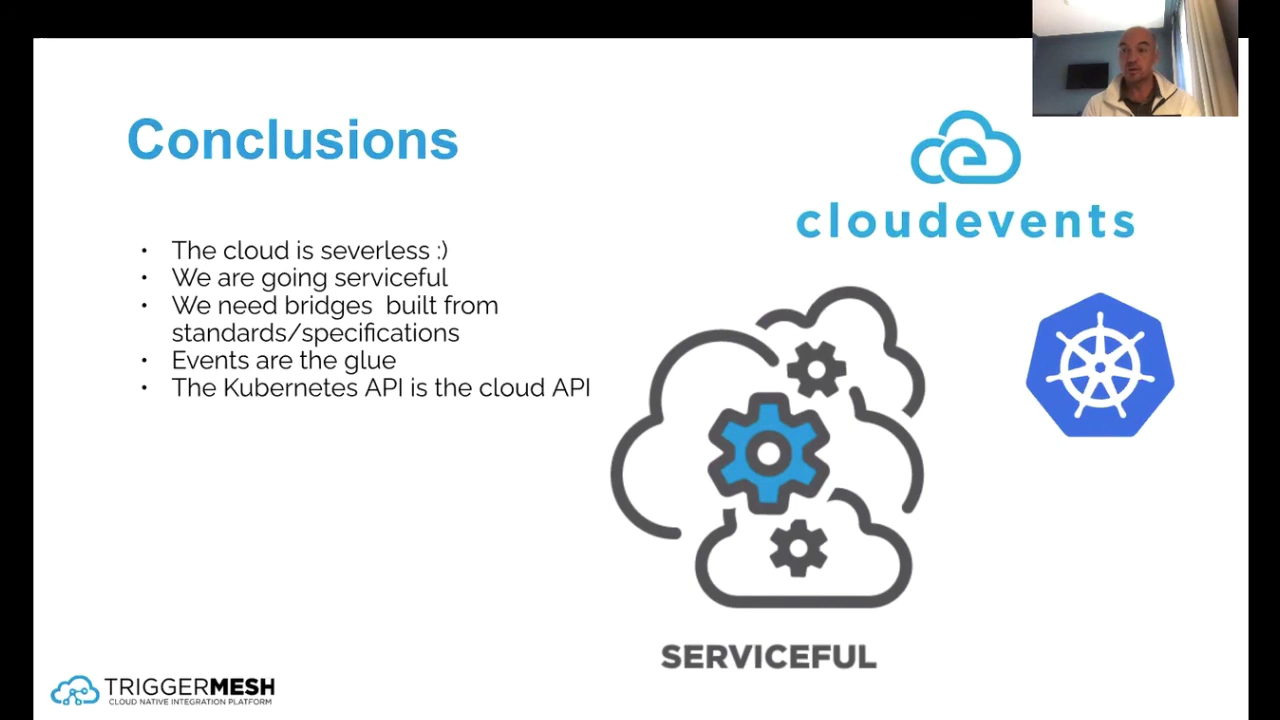 Conclusions
cloudevents
• The cloud is severless :)
• We are going serviceful
• We need bridges  built from
standards/specifications
• Events are the glue
• The Kubernetes API is the cloud API
SERVICEFUL
TRIGGERMESH
CLOUD NATIVE INTEGRATION PLATFORM